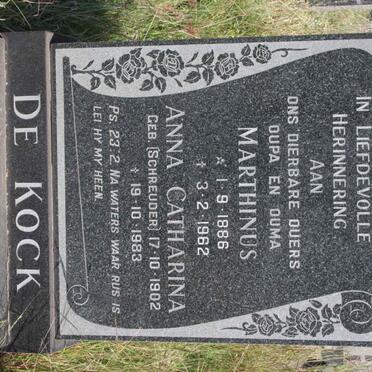 IN LIEFDEVOLLE
HERINNERING
AAN
ONS DIERBARE OUERS
OUPA EN OUMA
MARTHINUS
☆ 1·9·1886
✝ 3·2·1962
ANNA CATHARINA
GEB. (SCHREUDER) 17·10·1902
✝ 19·10·1983
PS. 23:2. NA WATERS WAAR RUS IS
LEI HY MY HEEN.
DE KOCK